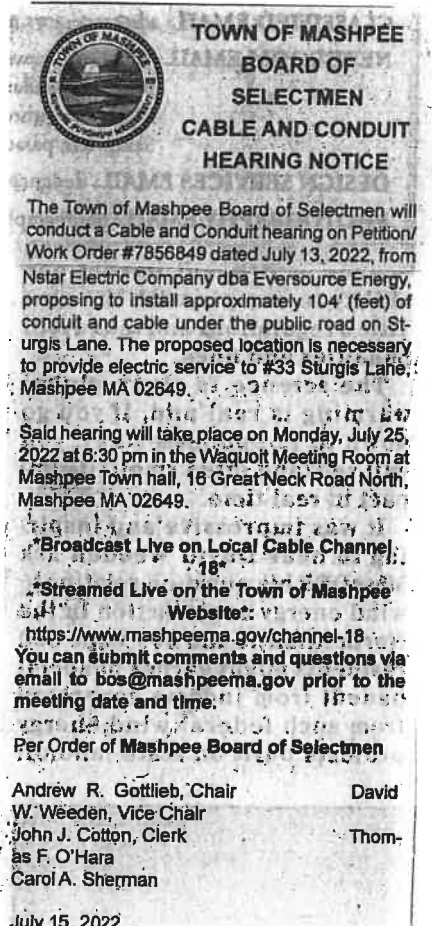 TOWN OF MASHPEE
BOARD OF
SELECTMEN
CABLE AND CONDUIT
HEARING NOTICE
The Town of Mashpee Board of Selectmen will
conduct a Cable and Conduit hearing on Petition/
Work Order #7856849 dated July 13, 2022, from
Nstar Electric Company dba Eversource Energy,
proposing to install approximately 104' (feet) of
conduit and cable under the public road on St-
urgis Lane. The proposed location is necessary
to provide electric service to #33 Sturgis Lane,
Mashpee MA 02649.
Said hearing will take place on Monday, July 25,
2022 at 6:30 pm in the Waquoit Meeting Room at
Mashpee Town hall, 16 Great Neck Road North,
Mashpee MA 02649.
*Broadcast Live on Local Cable Channel
18*
*Streamed Live on the Town of Mashpee
Website*:
https://www.mashpeema.gov/channel-18
You can submit comments and questions via
email to bos@mashpeema.gov prior to the
meeting date and time.
Per Order of Mashpee Board of Selectmen
Andrew R. Gottlieb, Chair David
W. Weeden, Vice Chair
John J. Cotton, Clerk Thom-
as F. O'Hara
Carol A. Sherman
July 15, 2022
TOWN OF MASHPEE